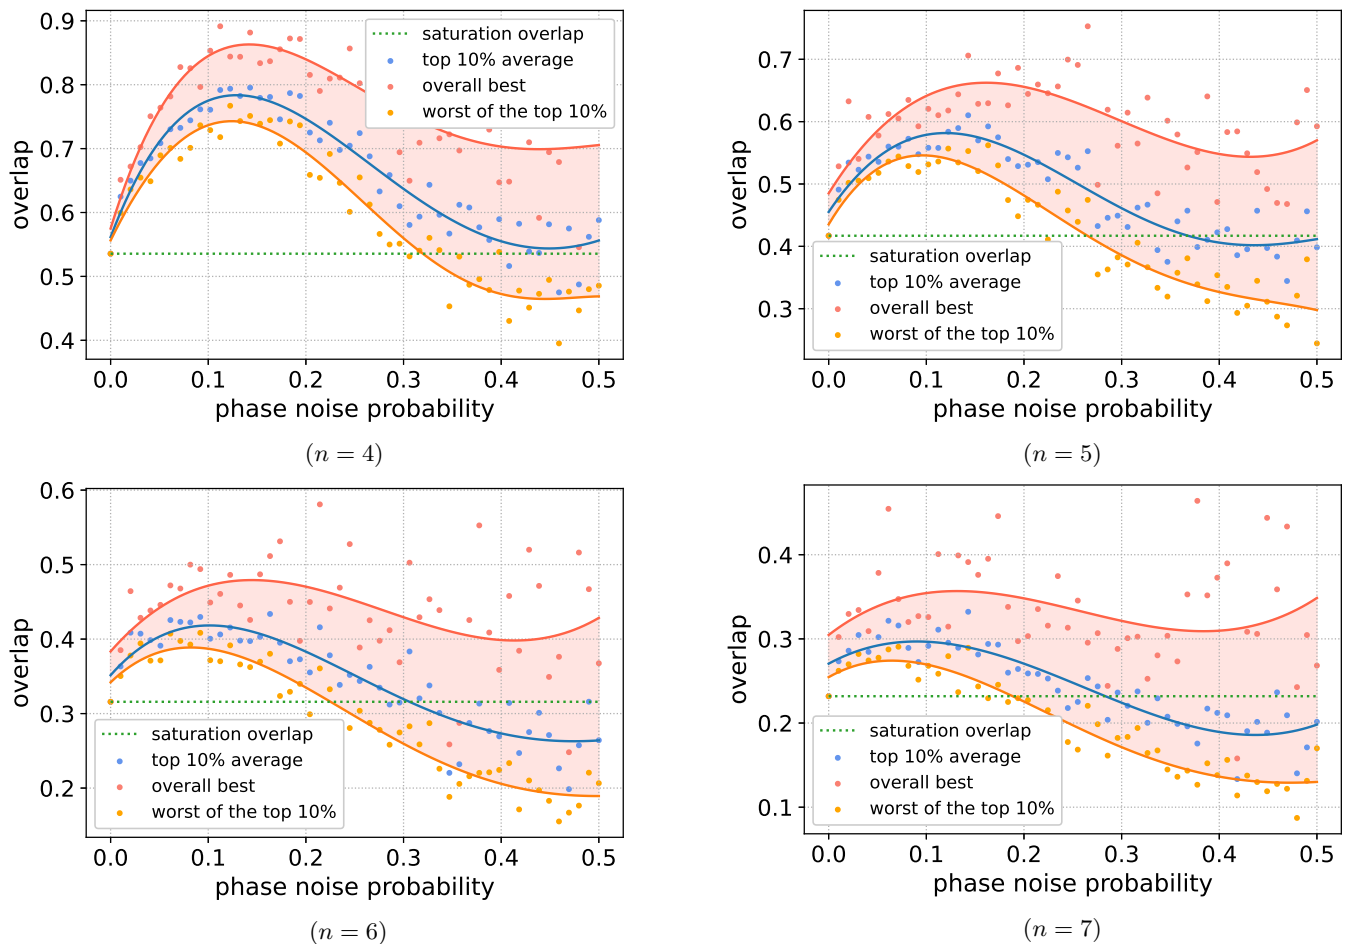 0.9
0.8
0.7
0.6
0.5
0.4
overlap
saturation overlap
top 10% average
overall best
worst of the top 10%
0.0 0.1 0.2 0.3 0.4 0.5
phase noise probability
(n = 4)
0.7
0.6
0.5
0.4
0.3
overlap
saturation overlap
top 10% average
overall best
worst of the top 10%
0.0 0.1 0.2 0.3 0.4 0.5
phase noise probability
(n = 5)
0.6
0.5
0.4
0.3
0.2
overlap
saturation overlap
top 10% average
overall best
worst of the top 10%
0.0 0.1 0.2 0.3 0.4 0.5
phase noise probability
(n = 6)
0.4
0.3
0.2
0.1
overlap
saturation overlap
top 10% average
overall best
worst of the top 10%
0.0 0.1 0.2 0.3 0.4 0.5
phase noise probability
(n = 7)